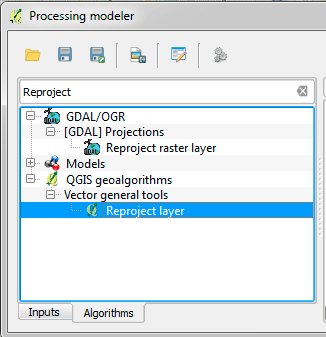 Processing modeler
Reproject
GDAL/OGR
[GDAL] Projections
Reproject raster layer
Models
QGIS geoalgorithms
Vector general tools
Reproject layer
Inputs
Algorithms